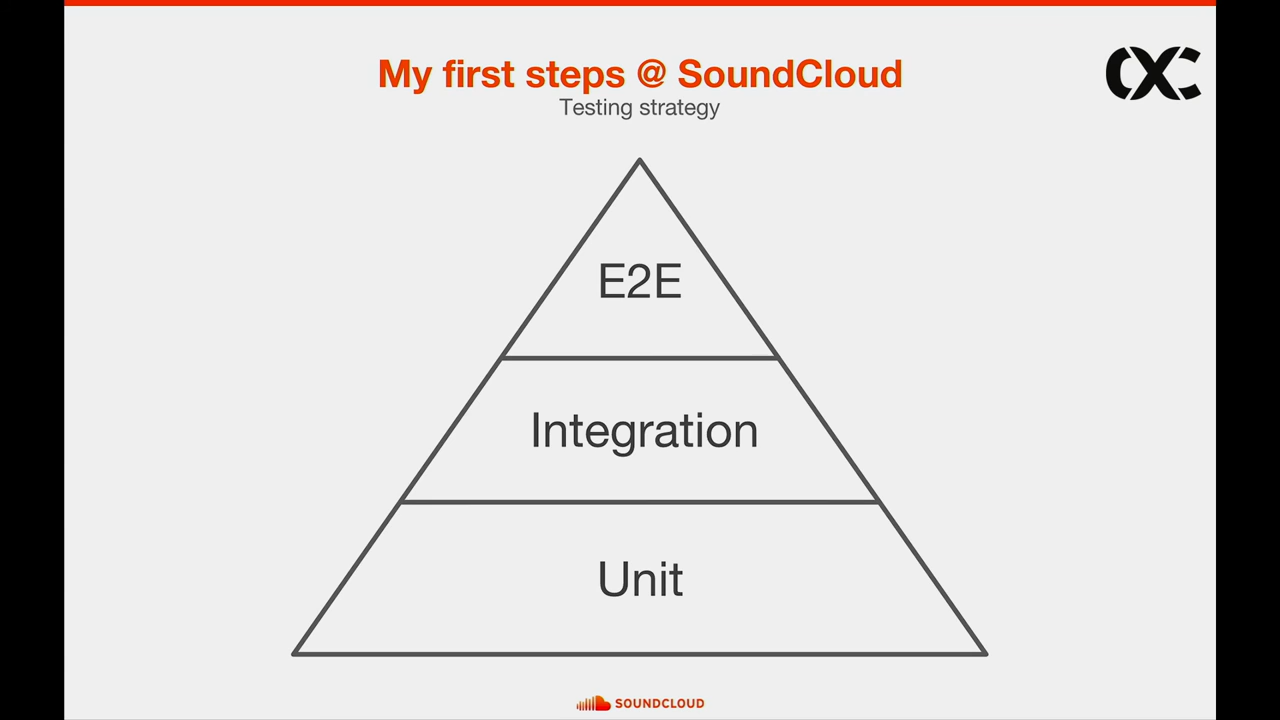 My first steps @ SoundCloud
Testing strategy
E2E
Integration
Unit
SOUNDCLOUD